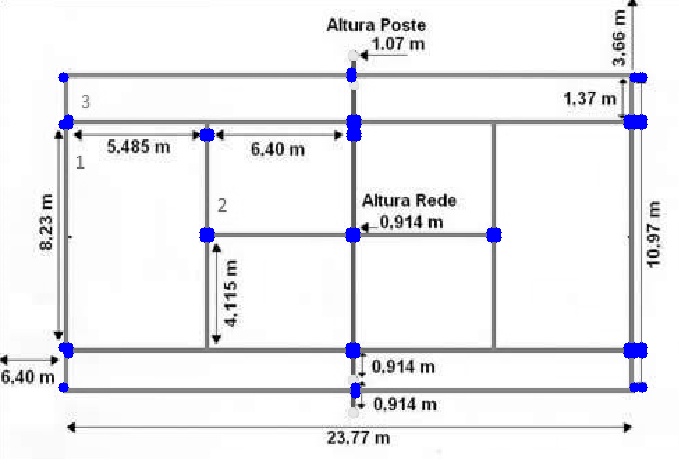 Altura Poste
1.07 m
3.66 m
1.37 m
3
5.485 m
6.40 m
1
2
Altura Rede
0.914 m
8.23 m
10.97 m
4.115 m
6.40 m
0.914 m
0.914 m
23.77 m